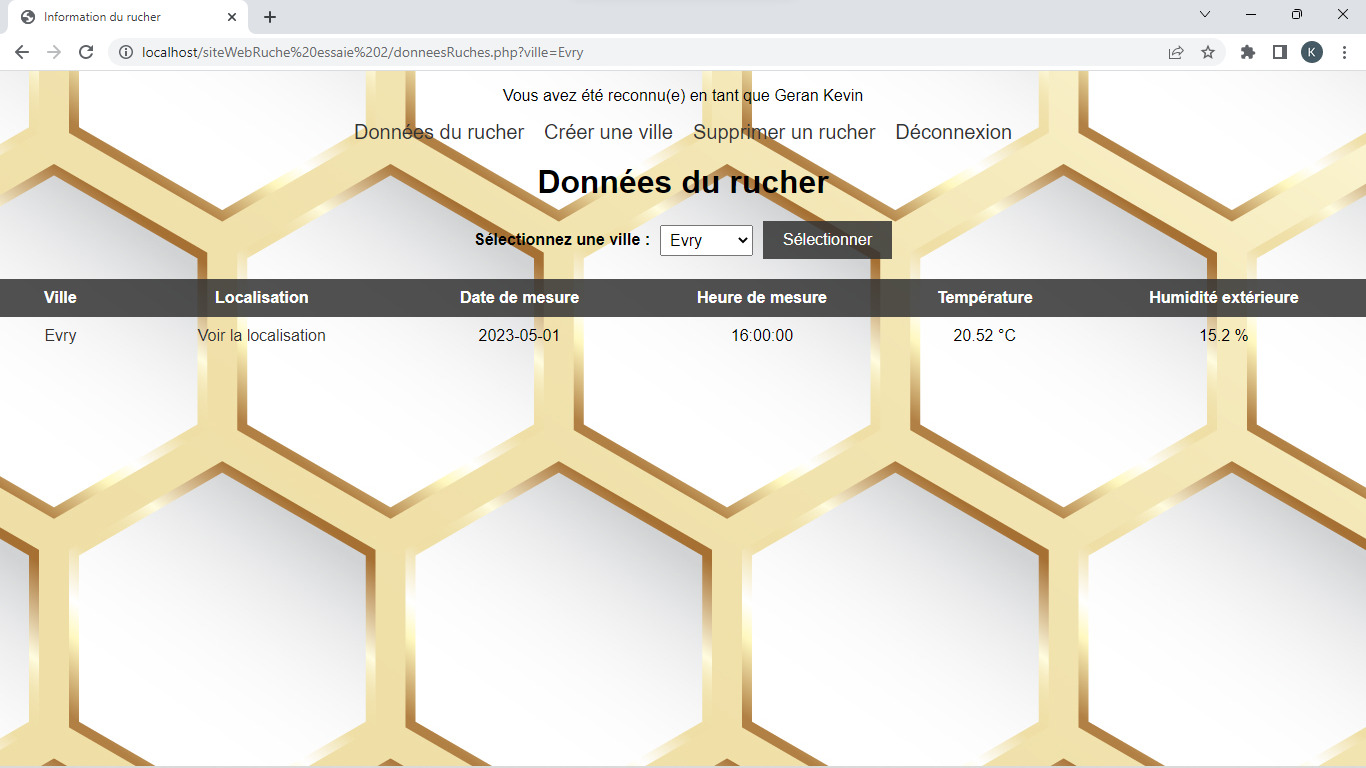 Information du rucher
localhost/siteWebRuche%20essaie%202/donneesRuches.php?ville=Evry
K
Vous avez été reconnu(e) en tant que Geran Kevin
Données du rucher Créer une ville Supprimer un rucher Déconnexion
Données du rucher
Sélectionnez une ville : Evry Sélectionner
Ville Localisation Date de mesure Heure de mesure Température Humidité extérieure
Evry Voir la localisation 2023-05-01 16:00:00 20.52 °C 15.2 %